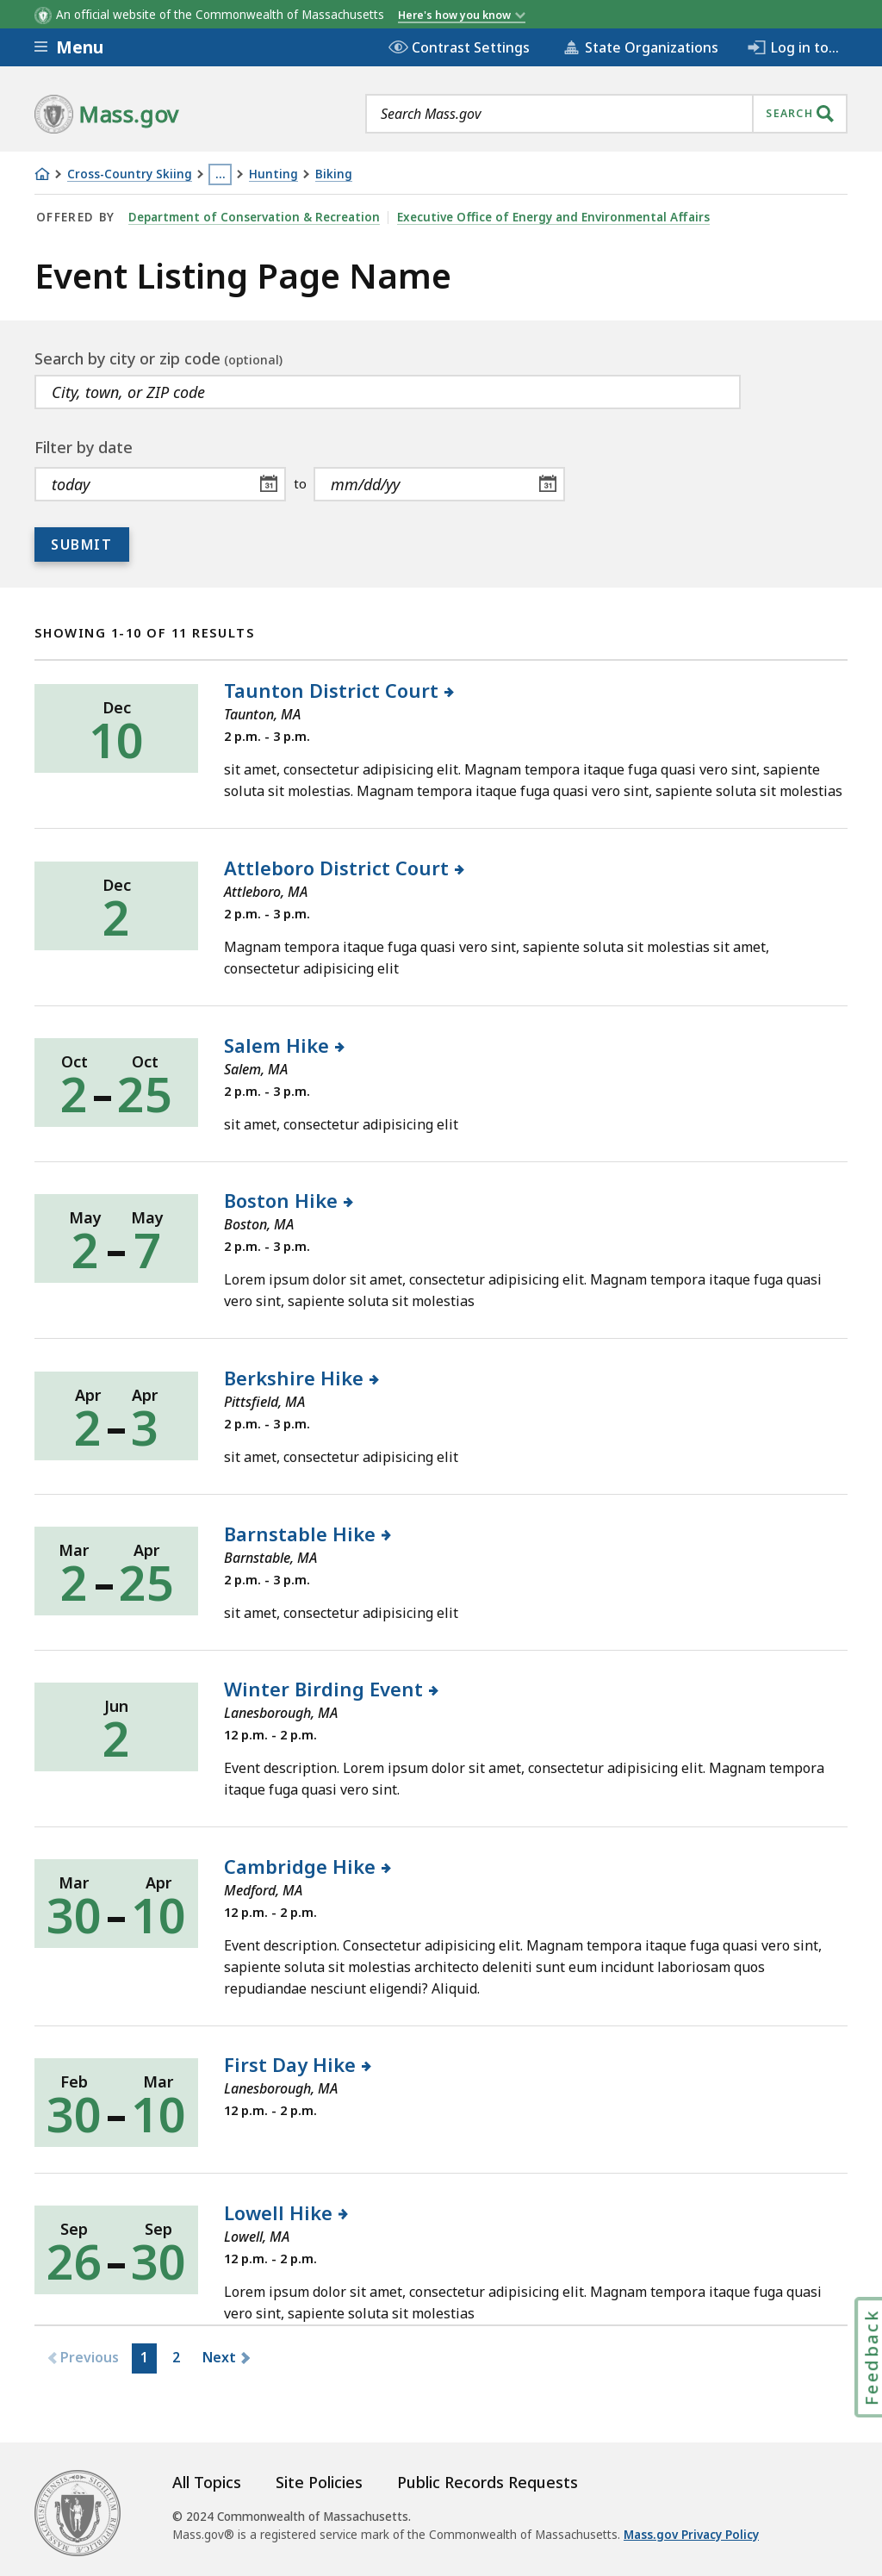 An official website of the Commonwealth of Massachusetts Here's how you know
Menu Contrast Settings State Organizations Log in to...
Mass.gov Search Mass.gov SEARCH
Cross-Country Skiing ... Hunting Biking
OFFERED BY Department of Conservation & Recreation Executive Office of Energy and Environmental Affairs
Event Listing Page Name
Search by city or zip code (optional)
City, town, or ZIP code
Filter by date
today 31 to mm/dd/yy 31
SUBMIT
SHOWING 1-10 OF 11 RESULTS
Dec
10
Taunton District Court
Taunton, MA
2 p.m. - 3 p.m.
sit amet, consectetur adipisicing elit. Magnam tempora itaque fuga quasi vero sint, sapiente
soluta sit molestias. Magnam tempora itaque fuga quasi vero sint, sapiente soluta sit molestias
Dec
2
Attleboro District Court
Attleboro, MA
2 p.m. - 3 p.m.
Magnam tempora itaque fuga quasi vero sint, sapiente soluta sit molestias sit amet,
consectetur adipisicing elit
Oct Oct
2 - 25
Salem Hike
Salem, MA
2 p.m. - 3 p.m.
sit amet, consectetur adipisicing elit
May May
2 - 7
Boston Hike
Boston, MA
2 p.m. - 3 p.m.
Lorem ipsum dolor sit amet, consectetur adipisicing elit. Magnam tempora itaque fuga quasi
vero sint, sapiente soluta sit molestias
Apr Apr
2 - 3
Berkshire Hike
Pittsfield, MA
2 p.m. - 3 p.m.
sit amet, consectetur adipisicing elit
Mar Apr
2 - 25
Barnstable Hike
Barnstable, MA
2 p.m. - 3 p.m.
sit amet, consectetur adipisicing elit
Jun
2
Winter Birding Event
Lanesborough, MA
12 p.m. - 2 p.m.
Event description. Lorem ipsum dolor sit amet, consectetur adipisicing elit. Magnam tempora
itaque fuga quasi vero sint.
Mar Apr
30 - 10
Cambridge Hike
Medford, MA
12 p.m. - 2 p.m.
Event description. Consectetur adipisicing elit. Magnam tempora itaque fuga quasi vero sint,
sapiente soluta sit molestias architecto deleniti sunt eum incidunt laboriosam quos
repudiandae nesciunt eligendi? Aliquid.
Feb Mar
30 - 10
First Day Hike
Lanesborough, MA
12 p.m. - 2 p.m.
Sep Sep
26 - 30
Lowell Hike
Lowell, MA
12 p.m. - 2 p.m.
Lorem ipsum dolor sit amet, consectetur adipisicing elit. Magnam tempora itaque fuga quasi
vero sint, sapiente soluta sit molestias
Feedback
Previous 1 2 Next
All Topics Site Policies Public Records Requests
© 2024 Commonwealth of Massachusetts.
Mass.gov® is a registered service mark of the Commonwealth of Massachusetts. Mass.gov Privacy Policy